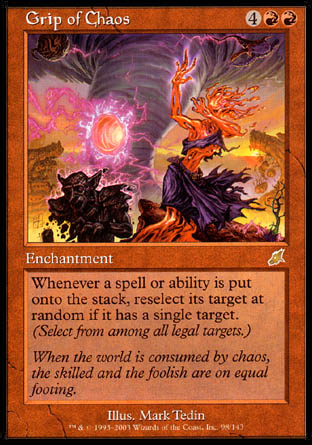 Grip of Chaos
4
Enchantment
Whenever a spell or ability is put
onto the stack, reselect its target at
random if it has a single target.
(Select from among all legal targets.)
When the world is consumed by chaos,
the skilled and the foolish are on equal
footing.
Illus. Mark Tedin
™ & © 1993-2003 Wizards of the Coast, Inc. 98/143